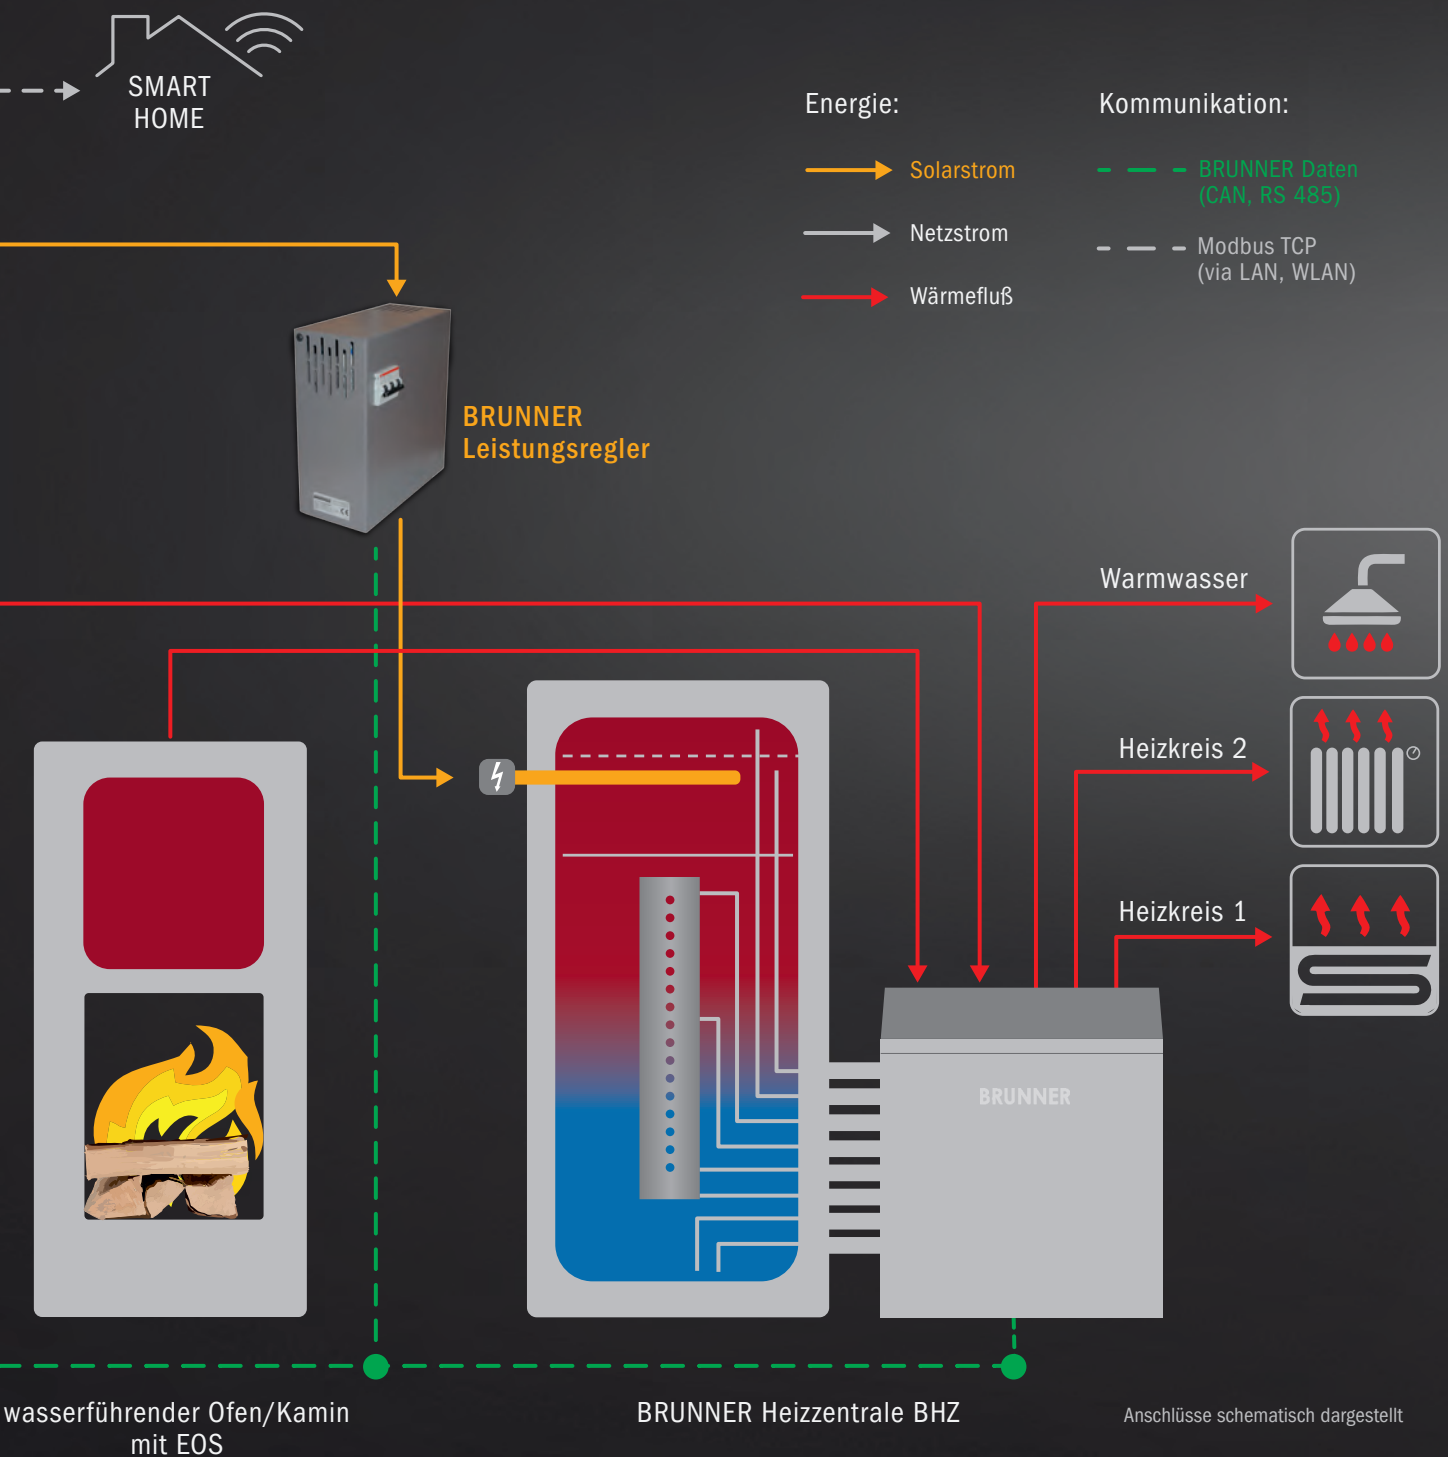 SMART
HOME
Energie:
Solarstrom
Netzstrom
Wärmefluß
Kommunikation:
BRUNNER Daten
(CAN, RS 485)
Modbus TCP
(via LAN, WLAN)
BRUNNER
Leistungsregler
Warmwasser
Heizkreis 2
Heizkreis 1
BRUNNER
wasserführender Ofen/Kamin
mit EOS
BRUNNER Heizzentrale BHZ
Anschlüsse schematisch dargestellt